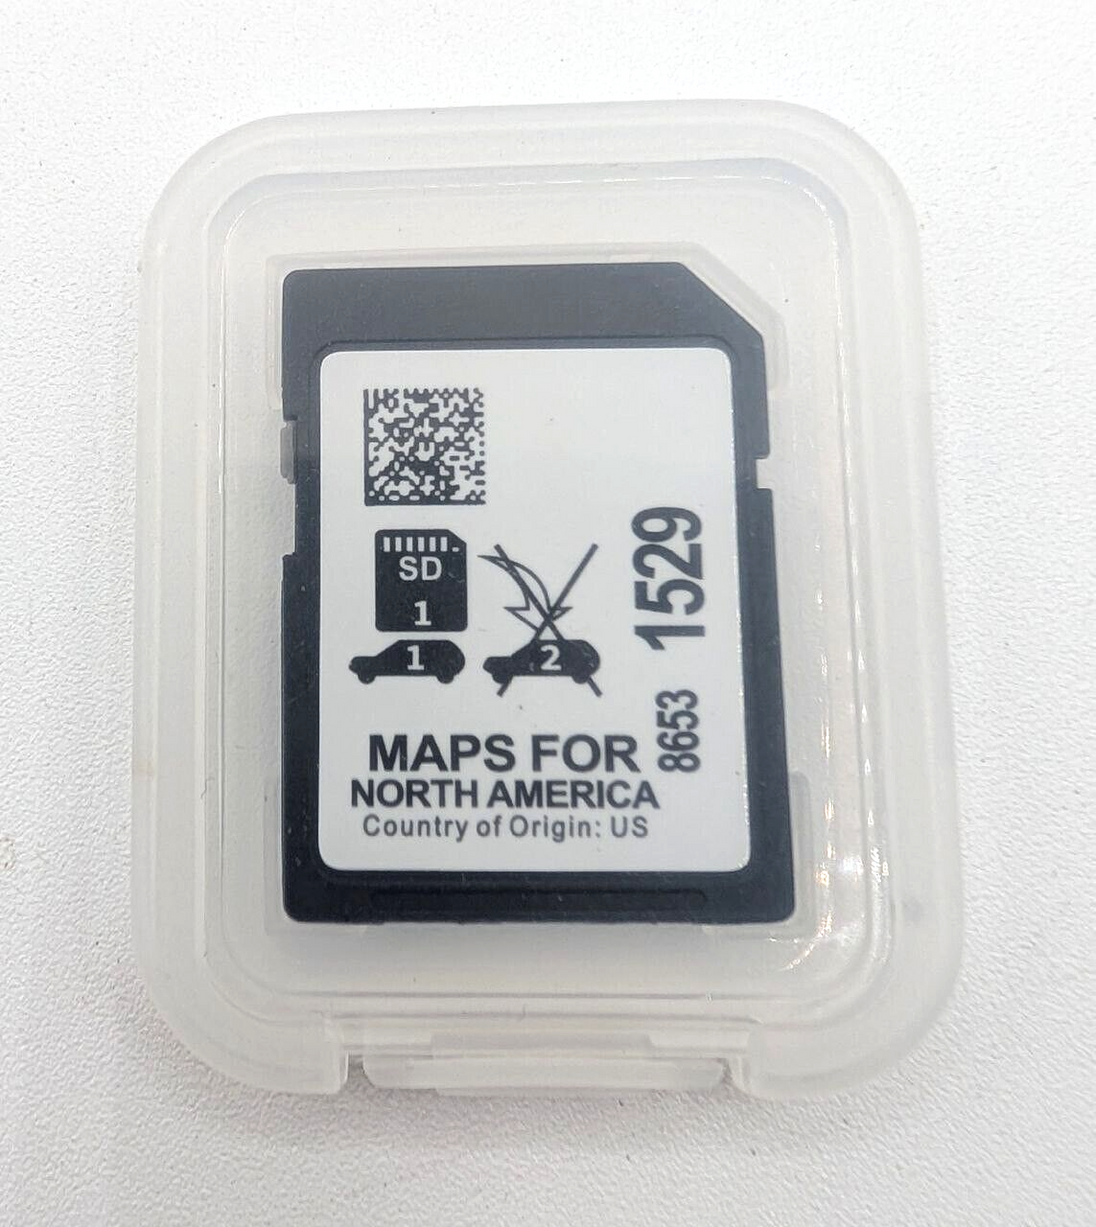 SD
1
1
2
1529
8653
MAPS FOR
NORTH AMERICA
Country of Origin: US